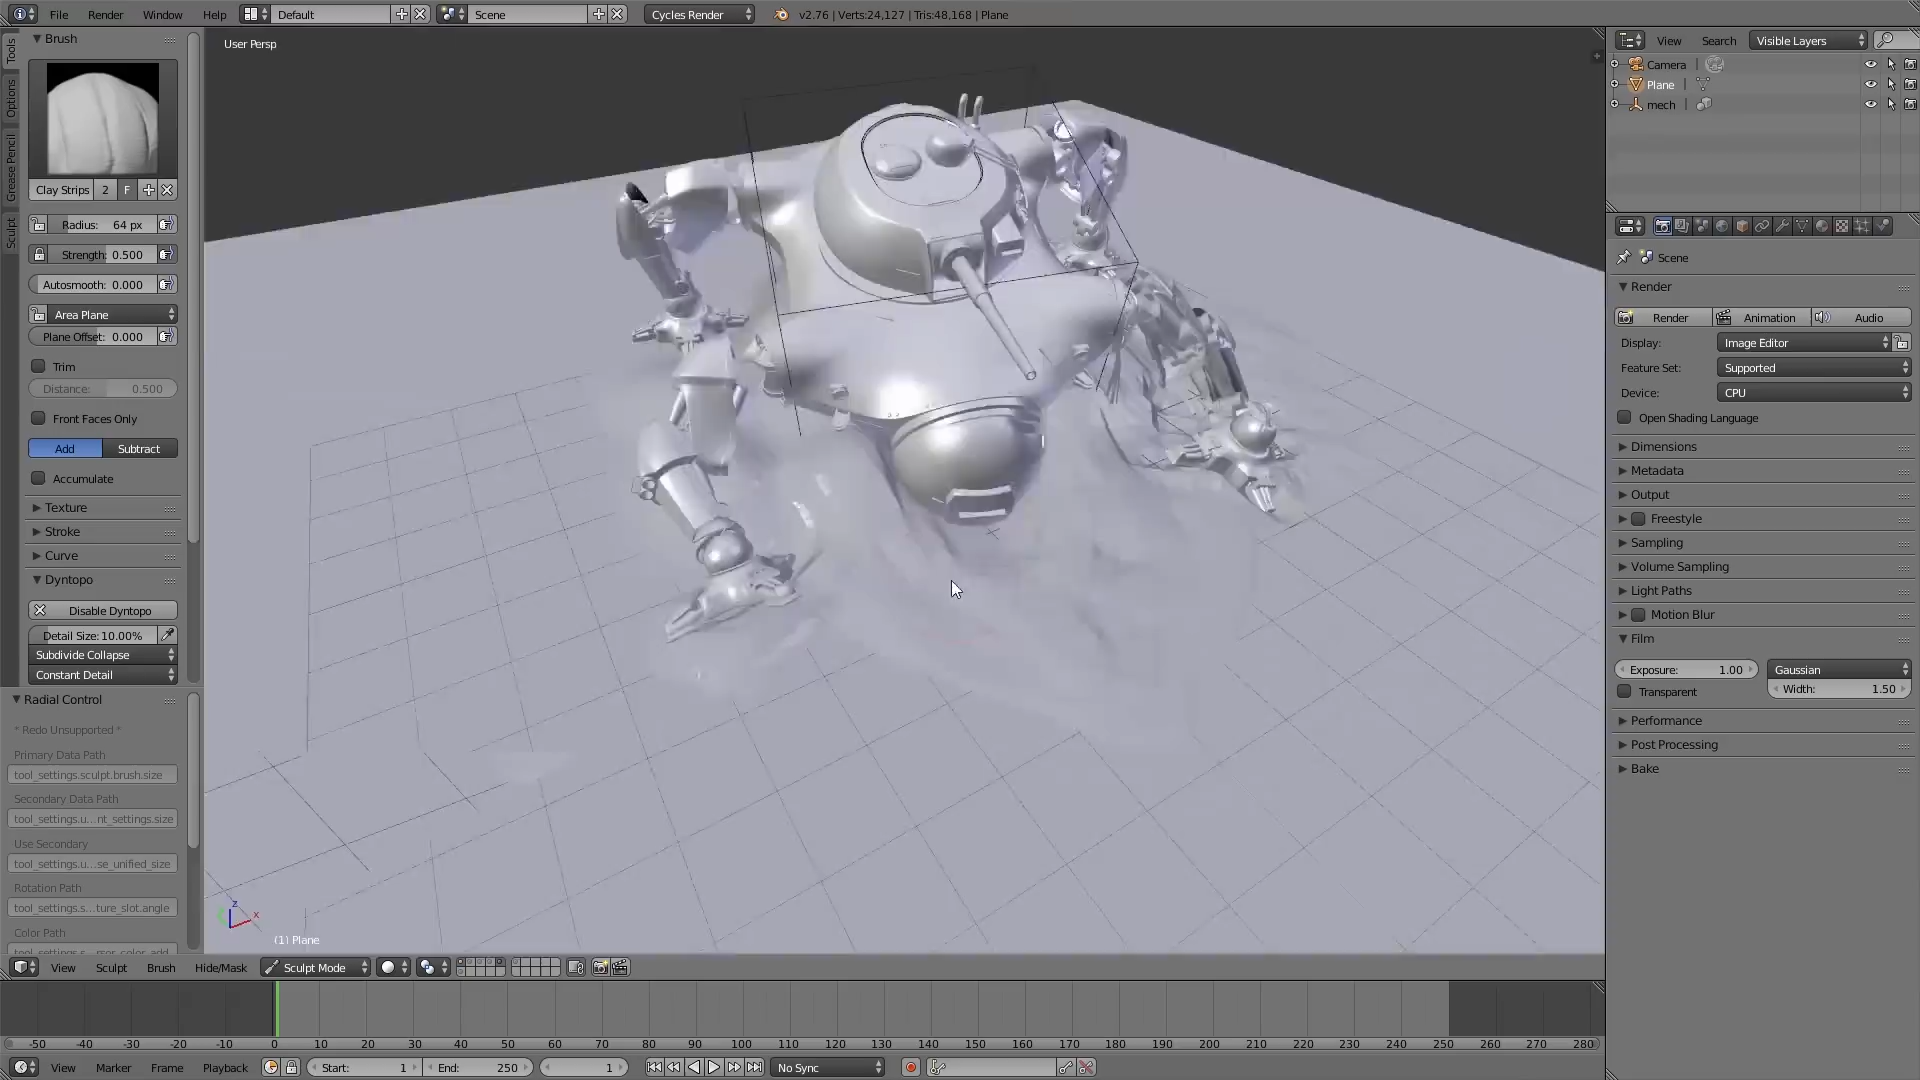 File Render Window Help Default Scene Cycles Render v2.76 | Verts:24,127 | Tris:48,168 | Plane
Tools
Options
Grease Pencil
Sculpt
Brush
Clay Strips 2 F
Radius: 64 px
Strength: 0.500
Autosmooth: 0.000
Area Plane
Plane Offset: 0.000
Trim
Distance: 0.500
Front Faces Only
Add Subtract
Accumulate
Texture
Stroke
Curve
Dyntopo
Disable Dyntopo
Detail Size: 10.00%
Subdivide Collapse
Constant Detail
Radial Control
* Redo Unsupported *
Primary Data Path
tool_settings.sculpt.brush.size
Secondary Data Path
tool_settings.u...nt_settings.size
Use Secondary
tool_settings.u...se_unified_size
Rotation Path
tool_settings.s...ture_slot.angle
Color Path
User Persp
z
x
(1) Plane
View Sculpt Brush Hide/Mask Sculpt Mode
-50 -40 -30 -20 -10 0 10 20 30 40 50 60 70 80 90 100 110 120 130 140 150 160 170 180 190 200 210 220 230 240 250 260 270 280
View Marker Frame Playback Start: 1 End: 250 1 No Sync
View Search Visible Layers
Camera
Plane
mech
Scene
Render
Render Animation Audio
Display: Image Editor
Feature Set: Supported
Device: CPU
Open Shading Language
Dimensions
Metadata
Output
Freestyle
Sampling
Volume Sampling
Light Paths
Motion Blur
Film
Exposure: 1.00 Gaussian
Transparent Width: 1.50
Performance
Post Processing
Bake